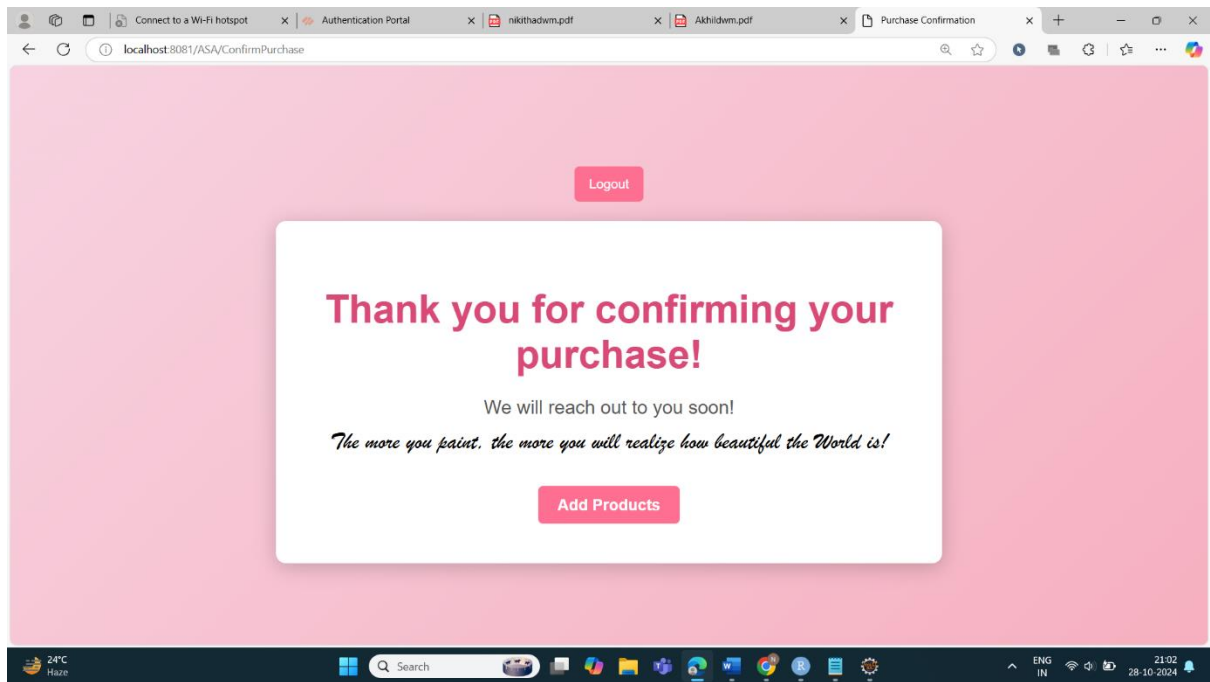 Connect to a Wi-Fi hotspot
Authentication Portal
nikithadwm.pdf
Akhildwm.pdf
Purchase Confirmation
localhost:8081/ASA/ConfirmPurchase
Logout
Thank you for confirming your
purchase!
We will reach out to you soon!
The more you paint, the more you will realize how beautiful the World is!
Add Products
24°C
Haze
Search
ENG
IN
21:02
28-10-2024